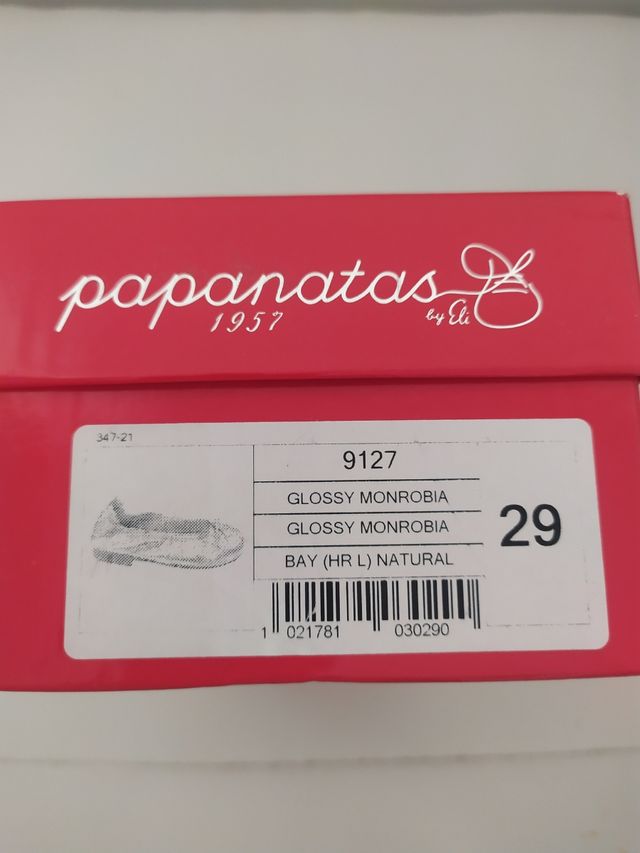 papanatas
1957 by Eli
347-21
9127
GLOSSY MONROBIA
GLOSSY MONROBIA
BAY (HR L) NATURAL
29
1 021781 030290